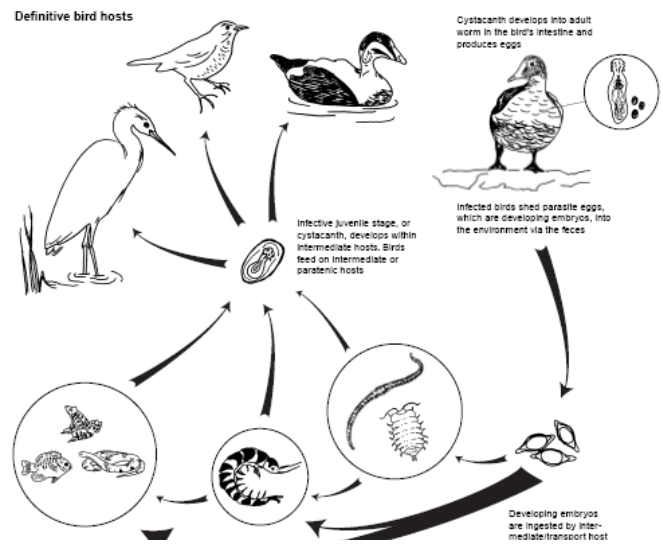 Definitive bird hosts
Cystacanth develops into adult
worm in the bird's intestine and
produces eggs
Infective juvenile stage, or
cystacanth, develops within
intermediate hosts. Birds
feed on intermediate or
paratenic hosts
Infected birds shed parasite eggs,
which are developing embryos, into
the environment via the feces
Developing embryos
are ingested by inter-
mediate/transport host